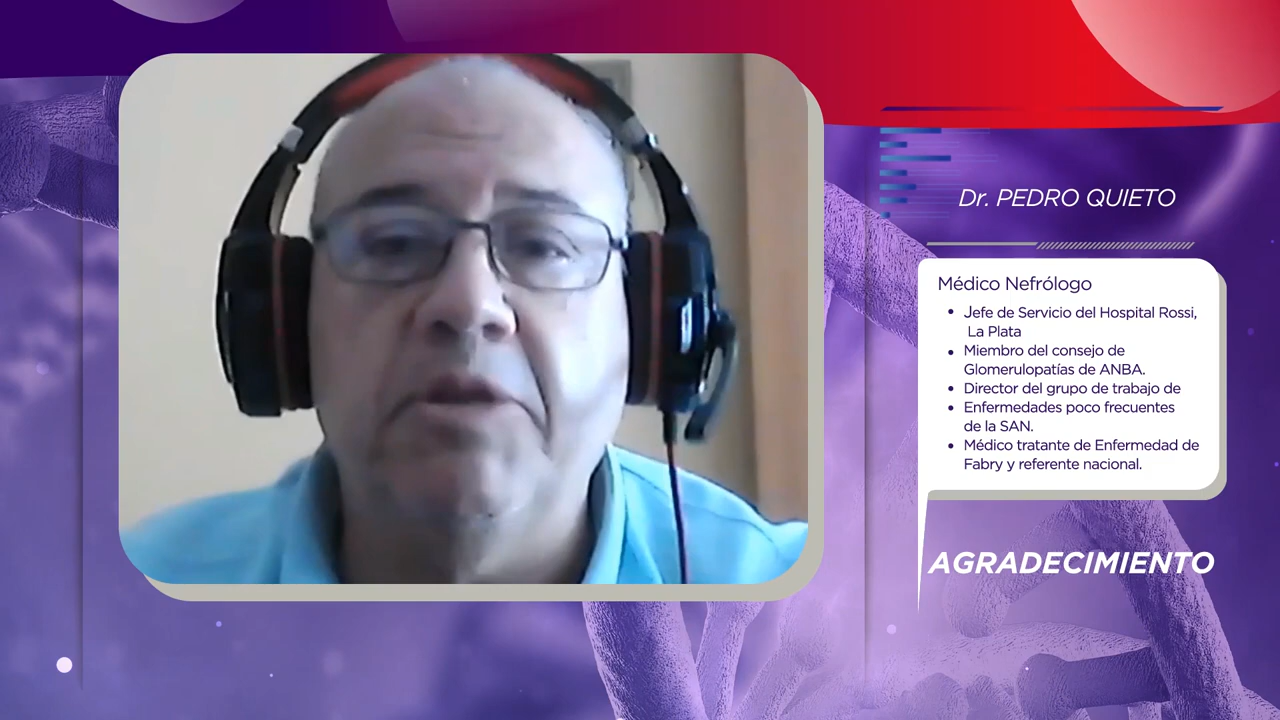 Dr. PEDRO QUIETO
Médico Nefrólogo
• Jefe de Servicio del Hospital Rossi,
La Plata
• Miembro del consejo de
Glomerulopatías de ANBA.
• Director del grupo de trabajo de
• Enfermedades poco frecuentes
de la SAN.
• Médico tratante de Enfermedad de
Fabry y referente nacional.
AGRADECIMIENTO